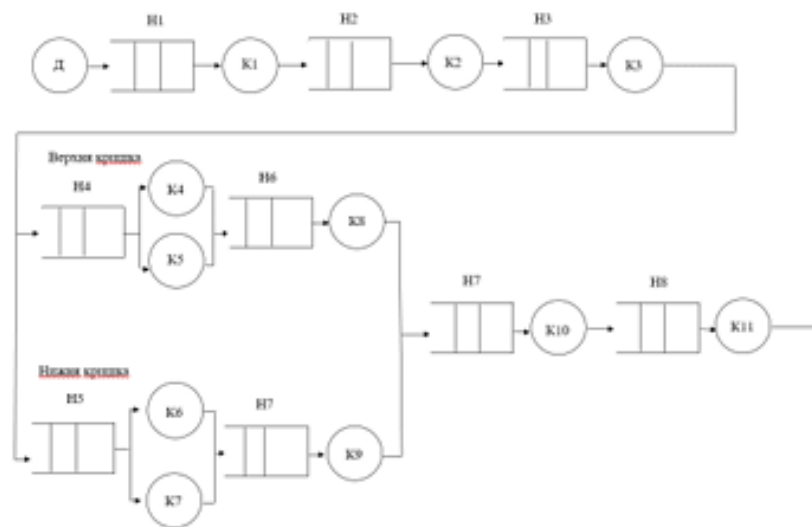 Н1
Н2
Н3
Д
К1
К2
К3
Верхняя крышка
Н4
К4
К5
Н6
К8
Н7
К10
Н8
К11
Нижняя крышка
Н5
К6
К7
Н7
К9